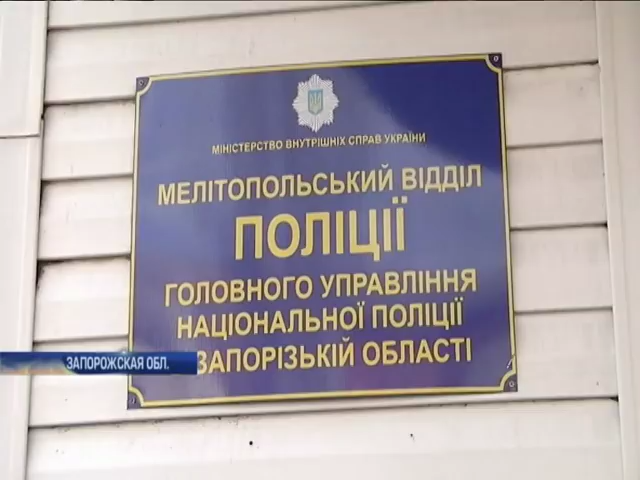 МІНІСТЕРСТВО ВНУТРІШНІХ СПРАВ УКРАЇНИ
МЕЛІТОПОЛЬСЬКИЙ ВІДДІЛ
ПОЛІЦІЇ
ГОЛОВНОГО УПРАВЛІННЯ
НАЦІОНАЛЬНОЇ ПОЛІЦІЇ
ЗАПОРІЗЬКІЙ ОБЛАСТІ
ЗАПОРОЖСКАЯ ОБЛ.